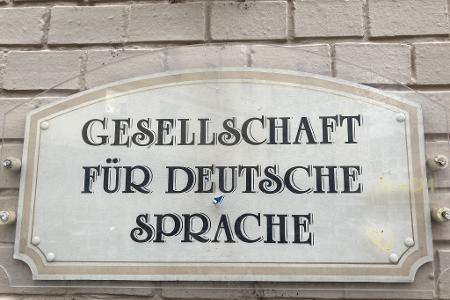 GESELLSCHAFT
FÜR DEUTSCHE
SPRACHE